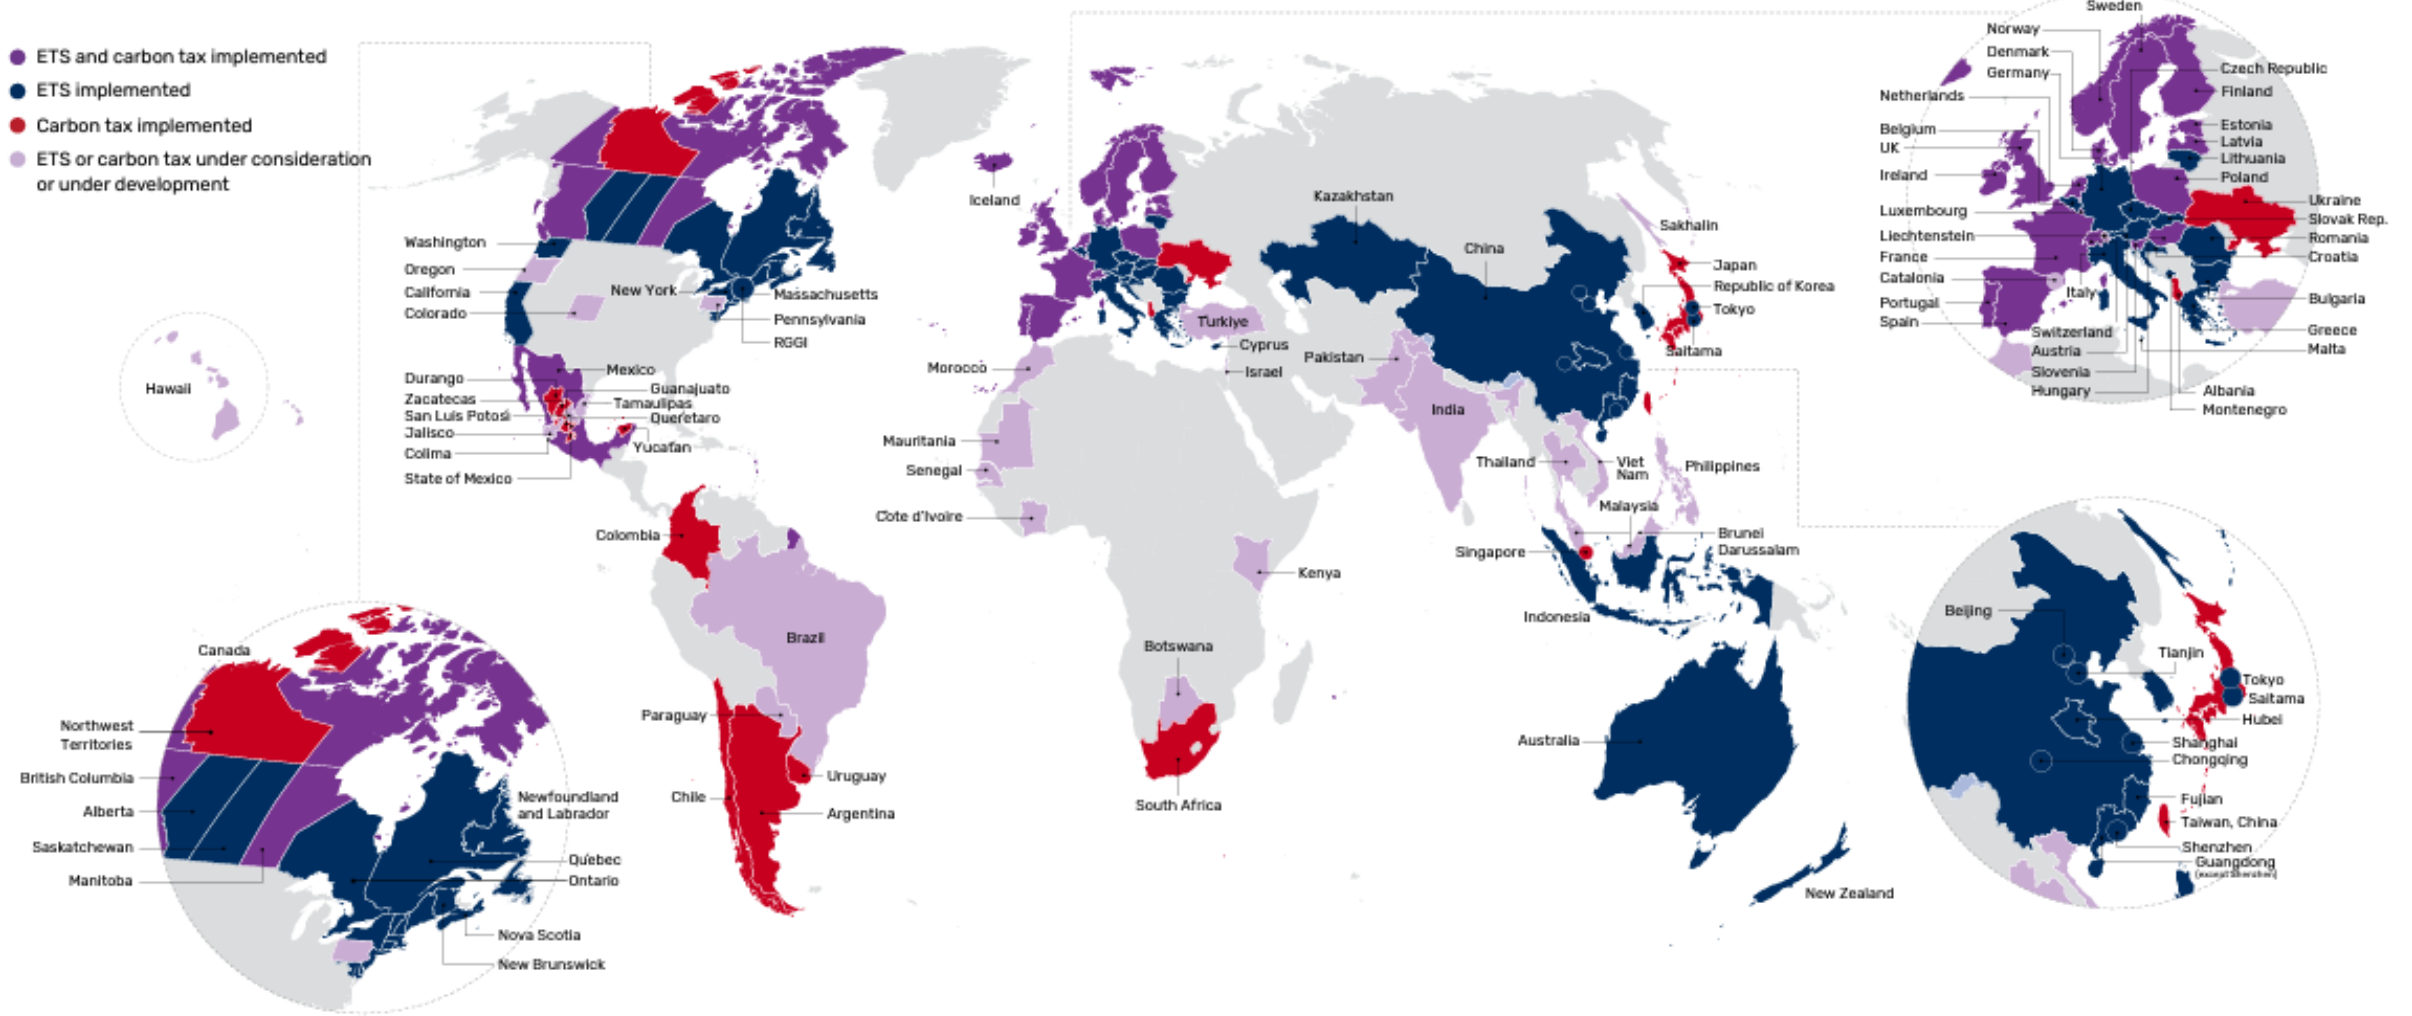 ETS and carbon tax implemented
ETS implemented
Carbon tax implemented
ETS or carbon tax under consideration
or under development
Washington
Oregon
California
Colorado
New York
Massachusetts
Pennsylvania
RGGI
Hawaii
Mexico
Durango
Guanajuato
Zacatecas
Tamaulipas
San Luis Potosi
Queretaro
Jalisco
Yucafan
Colima
State of Mexico
Colombia
Brazil
Paraguay
Uruguay
Chile
Argentina
Iceland
Morocco
Mauritania
Senegal
Cote d'Ivoire
Kenya
Botswana
South Africa
Turkiye
Cyprus
Israel
Kazakhstan
Pakistan
India
China
Sakhalin
Japan
Republic of Korea
Tokyo
Saitama
Thailand
Viet
Nam
Philippines
Malaysia
Brunei
Darussalam
Singapore
Indonesia
Australia
New Zealand
Canada
Northwest
Territories
British Columbia
Alberta
Saskatchewan
Manitoba
Newfoundland
and Labrador
Quebec
Ontario
Nova Scotia
New Brunswick
Sweden
Norway
Denmark
Germany
Netherlands
Belgium
UK
Ireland
Luxembourg
Liechtenstein
France
Catalonia
Portugal
Spain
Italy
Switzerland
Austria
Slovenia
Hungary
Czech Republic
Finland
Estonia
Latvia
Lithuania
Poland
Ukraine
Slovak Rep.
Romania
Croatia
Bulgaria
Greece
Malta
Albania
Montenegro
Beijing
Tianjin
Tokyo
Saitama
Hubei
Shanghai
Chongqing
Fujian
Taiwan, China
Shenzhen
Guangdong
(except Shenzhen)